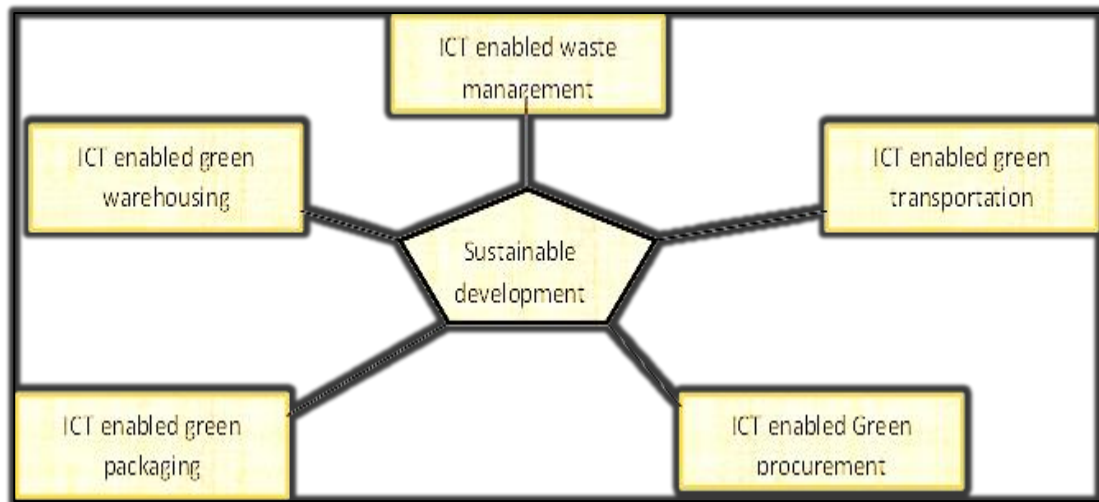 ICT enabled waste
management
ICT enabled green
warehousing
ICT enabled green
transportation
Sustainable
development
ICT enabled green
packaging
ICT enabled Green
procurement